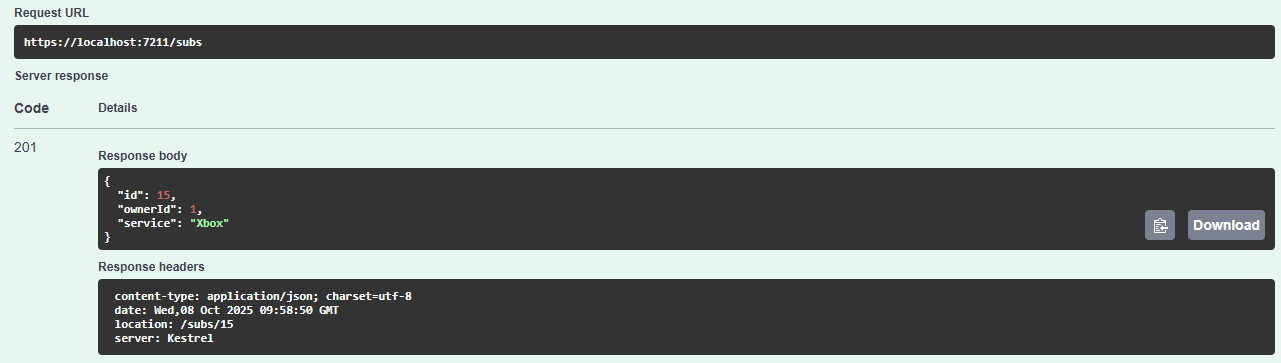 Request URL
https://localhost:7211/subs
Server response
Code Details
201
Response body
{
  "id": 15,
  "ownerId": 1,
  "service": "Xbox"
}
Download
Response headers
content-type: application/json; charset=utf-8
date: Wed,08 Oct 2025 09:58:50 GMT
location: /subs/15
server: Kestrel